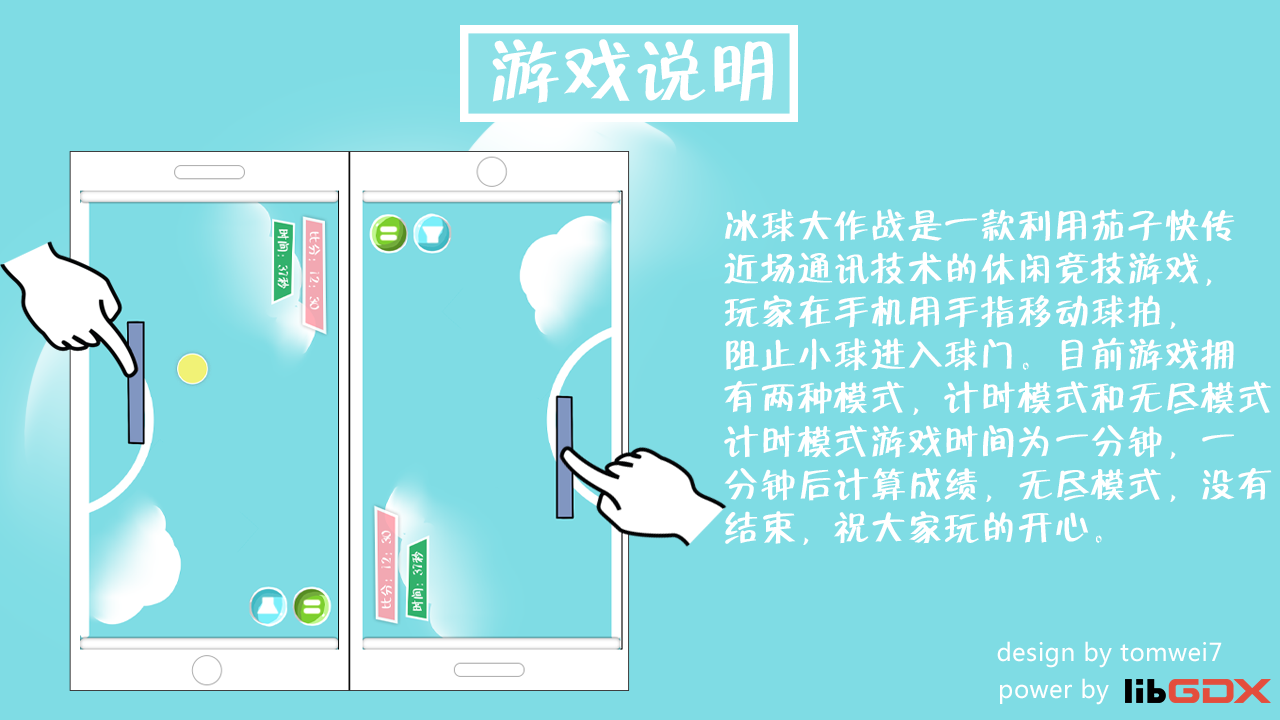 游戏说明
比分：12：30
时间：37秒
比分：12：30
时间：37秒
冰球大作战是一款利用茄子快传
近场通讯技术的休闲竞技游戏，
玩家在手机用手指移动球拍，
阻止小球进入球门。目前游戏拥
有两种模式，计时模式和无尽模式
计时模式游戏时间为一分钟，一
分钟后计算成绩，无尽模式，没有
结束，祝大家玩的开心。
design by tomwei7
power by libGDX